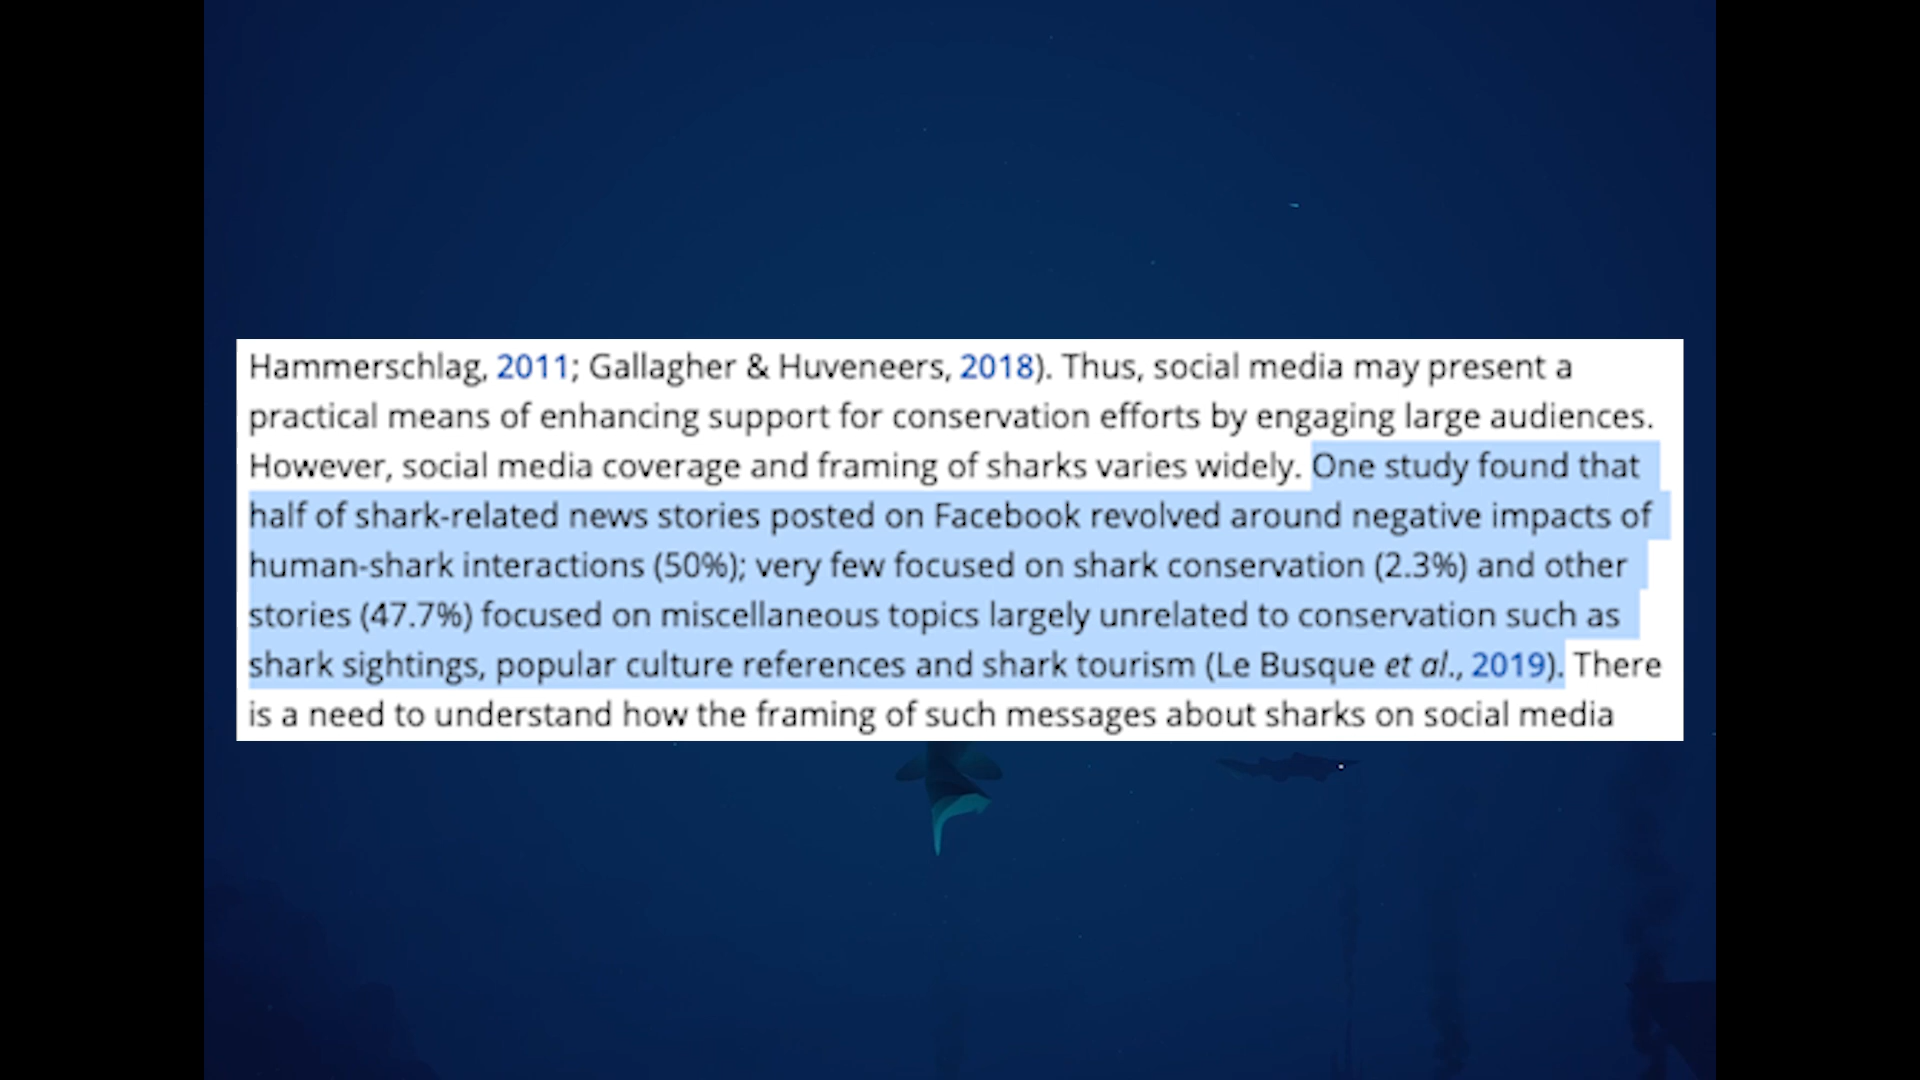 Hammerschlag, 2011; Gallagher & Huveneers, 2018). Thus, social media may present a
practical means of enhancing support for conservation efforts by engaging large audiences.
However, social media coverage and framing of sharks varies widely. One study found that
half of shark-related news stories posted on Facebook revolved around negative impacts of
human-shark interactions (50%); very few focused on shark conservation (2.3%) and other
stories (47.7%) focused on miscellaneous topics largely unrelated to conservation such as
shark sightings, popular culture references and shark tourism (Le Busque et al., 2019). There
is a need to understand how the framing of such messages about sharks on social media